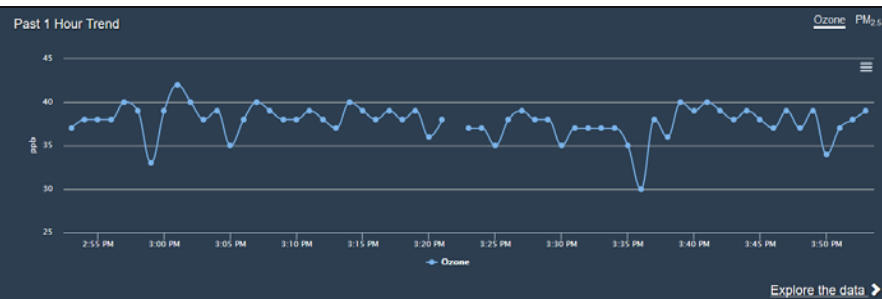 Past 1 Hour Trend
Ozone PM2.5
45
40
35
30
25
ppb
2:55 PM 3:00 PM 3:05 PM 3:10 PM 3:15 PM 3:20 PM 3:25 PM 3:30 PM 3:35 PM 3:40 PM 3:45 PM 3:50 PM
Ozone
Explore the data